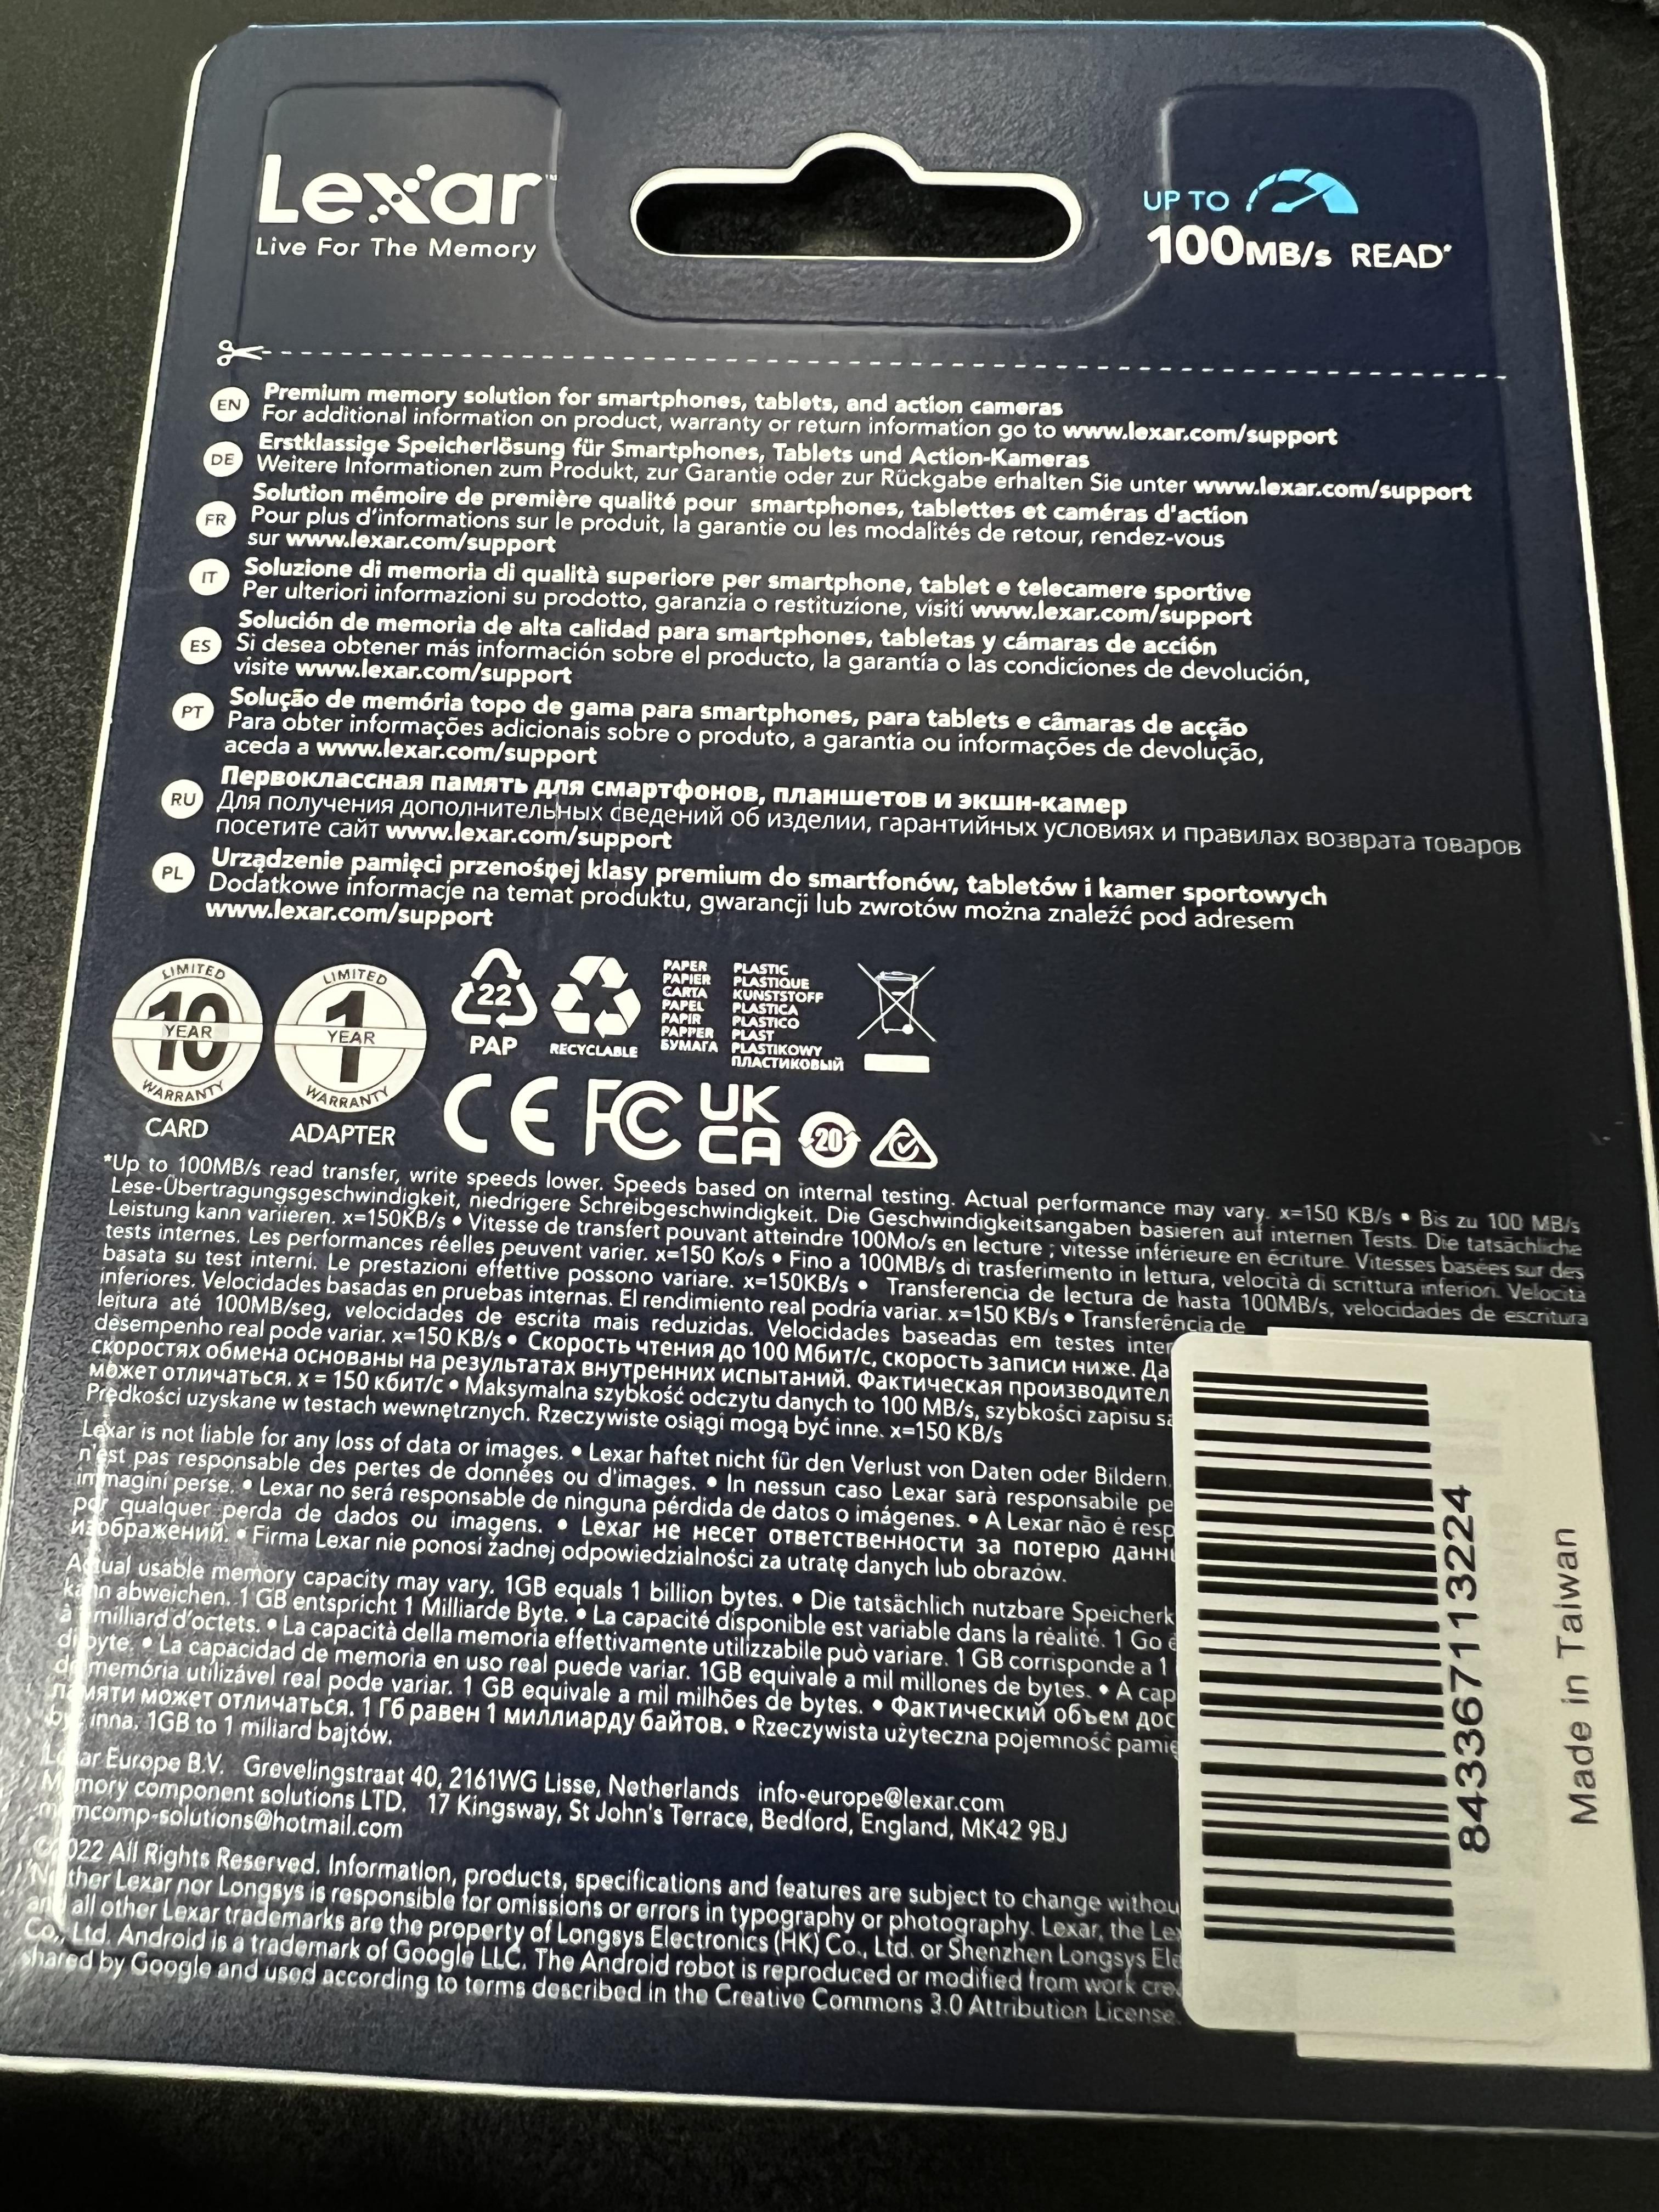 Lexar™
Live For The Memory
UP TO
100MB/s READ*
EN
Premium memory solution for smartphones, tablets, and action cameras
For additional information on product, warranty or return information go to www.lexar.com/support
DE
Erstklassige Speicherlösung für Smartphones, Tablets und Action-Kameras
Weitere Informationen zum Produkt, zur Garantie oder zur Rückgabe erhalten Sie unter www.lexar.com/support
FR
Solution mémoire de première qualité pour smartphones, tablettes et caméras d'action
Pour plus d'informations sur le produit, la garantie ou les modalités de retour, rendez-vous
sur www.lexar.com/support
IT
Soluzione di memoria di qualità superiore per smartphone, tablet e telecamere sportive
Per ulteriori informazioni su prodotto, garanzia o restituzione, visiti www.lexar.com/support
ES
Solución de memoria de alta calidad para smartphones, tabletas y cámaras de acción
Si desea obtener más información sobre el producto, la garantía o las condiciones de devolución,
visite www.lexar.com/support
PT
Solução de memória topo de gama para smartphones, para tablets e câmaras de acção
Para obter informações adicionais sobre o produto, a garantia ou informações de devolução,
aceda a www.lexar.com/support
RU
Первоклассная память для смартфонов, планшетов и экшн-камер
Для получения дополнительных сведений об изделии, гарантийных условиях и правилах возврата товаров
посетите сайт www.lexar.com/support
PL
Urządzenie pamięci przenośnej klasy premium do smartfonów, tabletów i kamer sportowych
Dodatkowe informacje na temat produktu, gwarancji lub zwrotów można znaleźć pod adresem
www.lexar.com/support
LIMITED
10
YEAR
WARRANTY
CARD
LIMITED
1
YEAR
WARRANTY
ADAPTER
22
PAP
RECYCLABLE
PAPER
PAPIER
CARTA
PAPEL
PAPIR
PAPPER
БУМАГА
PLASTIC
PLASTIQUE
KUNSTSTOFF
PLASTICA
PLASTICO
PLAST
PLASTIKOWY
ПЛАСТИКОВЫЙ
CE FC UK
CA
20
*Up to 100MB/s read transfer, write speeds lower. Speeds based on internal testing. Actual performance may vary. x=150 KB/s • Bis zu 100 MB/s
Lese-Übertragungsgeschwindigkeit, niedrigere Schreibgeschwindigkeit. Die Geschwindigkeitsangaben basieren auf internen Tests. Die tatsächliche
Leistung kann variieren. x=150KB/s • Vitesse de transfert pouvant atteindre 100Mo/s en lecture ; vitesse inférieure en écriture. Vitesses basées sur des
tests internes. Les performances réelles peuvent varier. x=150 Ko/s • Fino a 100MB/s di trasferimento in lettura, velocità di scrittura inferiori. Velocità
basata su test interni. Le prestazioni effettive possono variare. x=150KB/s • Transferencia de lectura de hasta 100MB/s, velocidades de escritura
inferiores. Velocidades basadas en pruebas internas. El rendimiento real podría variar. x=150 KB/s • Transferência de
leitura até 100MB/seg, velocidades de escrita mais reduzidas. Velocidades baseadas em testes inter
desempenho real pode variar. x=150 KB/s • Скорость чтения до 100 Мбит/с, скорость записи ниже. Да
скоростях обмена основаны на результатах внутренних испытаний. Фактическая производител
может отличаться. x = 150 кбит/с • Maksymalna szybkość odczytu danych to 100 MB/s, szybkości zapisu są
Prędkości uzyskane w testach wewnętrznych. Rzeczywiste osiągi mogą być inne. x=150 KB/s
Lexar is not liable for any loss of data or images. • Lexar haftet nicht für den Verlust von Daten oder Bildern.
n'est pas responsable des pertes de données ou d'images. • In nessun caso Lexar sarà responsabile pe
immagini perse. • Lexar no será responsable de ninguna pérdida de datos o imágenes. • A Lexar não é resp
por qualquer perda de dados ou imagens. • Lexar не несет ответственности за потерю данны
изображений. • Firma Lexar nie ponosi żadnej odpowiedzialności za utratę danych lub obrazów.
Actual usable memory capacity may vary. 1GB equals 1 billion bytes. • Die tatsächlich nutzbare Speicherk
kann abweichen. 1 GB entspricht 1 Milliarde Byte. • La capacité disponible est variable dans la réalité. 1 Go é
à 1 milliard d'octets. • La capacità della memoria effettivamente utilizzabile può variare. 1 GB corrisponde a 1
di byte. • La capacidad de memoria en uso real puede variar. 1GB equivale a mil millones de bytes. • A cap
de memória utilizável real pode variar. 1 GB equivale a mil milhões de bytes. • Фактический объем дос
памяти может отличаться. 1 Гб равен 1 миллиарду байтов. • Rzeczywista użyteczna pojemność pamię
być inna. 1GB to 1 miliard bajtów.
Lexar Europe B.V. Grevelingstraat 40, 2161WG Lisse, Netherlands info-europe@lexar.com
Memory component solutions LTD. 17 Kingsway, St John's Terrace, Bedford, England, MK42 9BJ
memcomp-solutions@hotmail.com
©2022 All Rights Reserved. Information, products, specifications and features are subject to change withou
Neither Lexar nor Longsys is responsible for omissions or errors in typography or photography. Lexar, the Lex
and all other Lexar trademarks are the property of Longsys Electronics (HK) Co., Ltd. or Shenzhen Longsys Ele
Co., Ltd. Android is a trademark of Google LLC. The Android robot is reproduced or modified from work crea
shared by Google and used according to terms described in the Creative Commons 3.0 Attribution License.
843367113224
Made in Taiwan